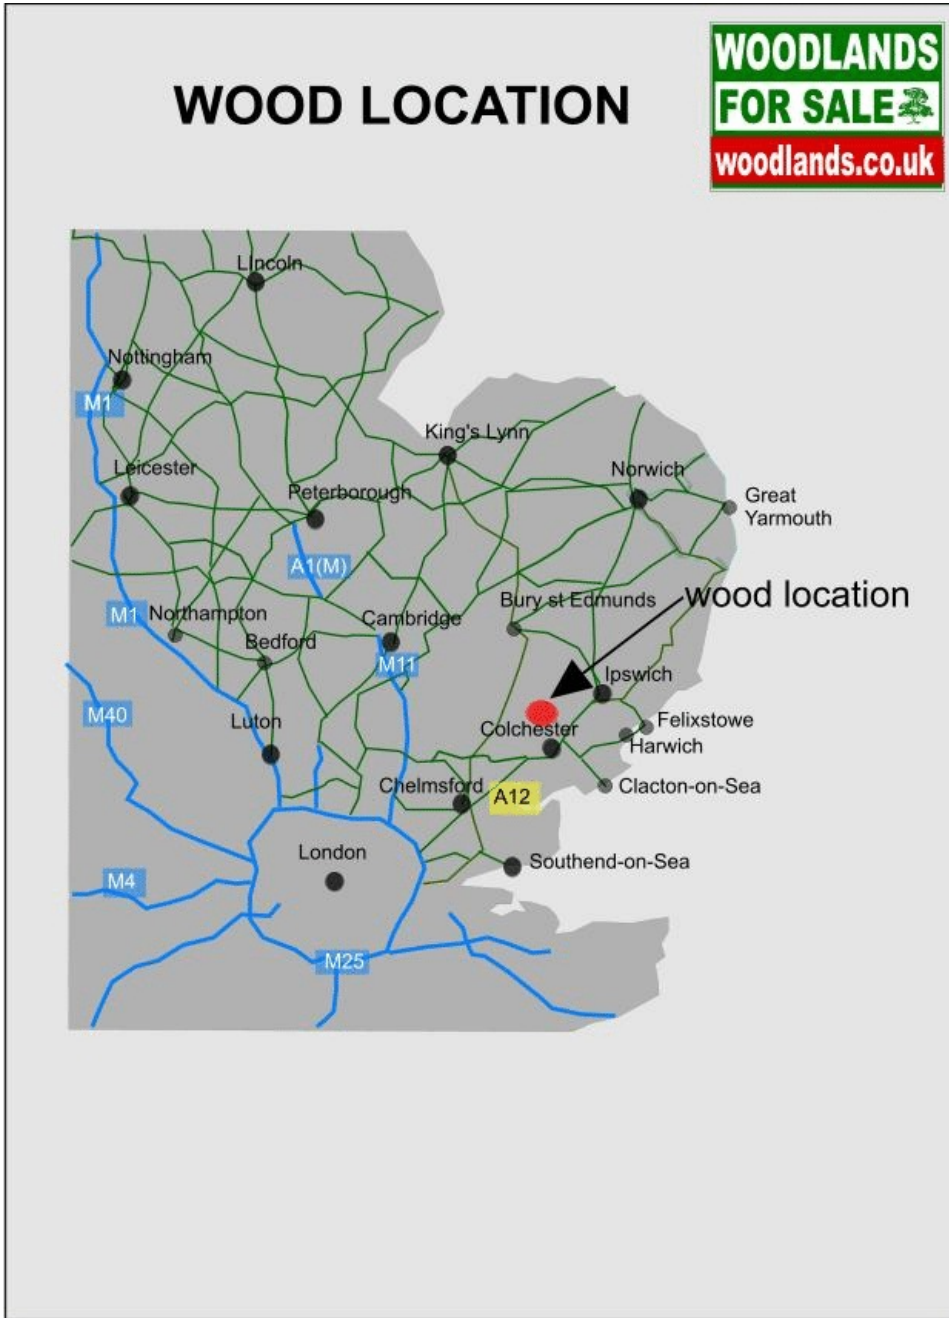 WOOD LOCATION
WOODLANDS
FOR SALE
woodlands.co.uk
LIncoln
Nottingham
M1
King's Lynn
Leicester
Norwich
Peterborough
Great
Yarmouth
A1(M)
M1
Northampton
Cambridge
Bury st Edmunds
wood location
Bedford
M11
Ipswich
M40
Luton
Colchester
Felixstowe
Harwich
Chelmsford
A12
Clacton-on-Sea
London
Southend-on-Sea
M4
M25